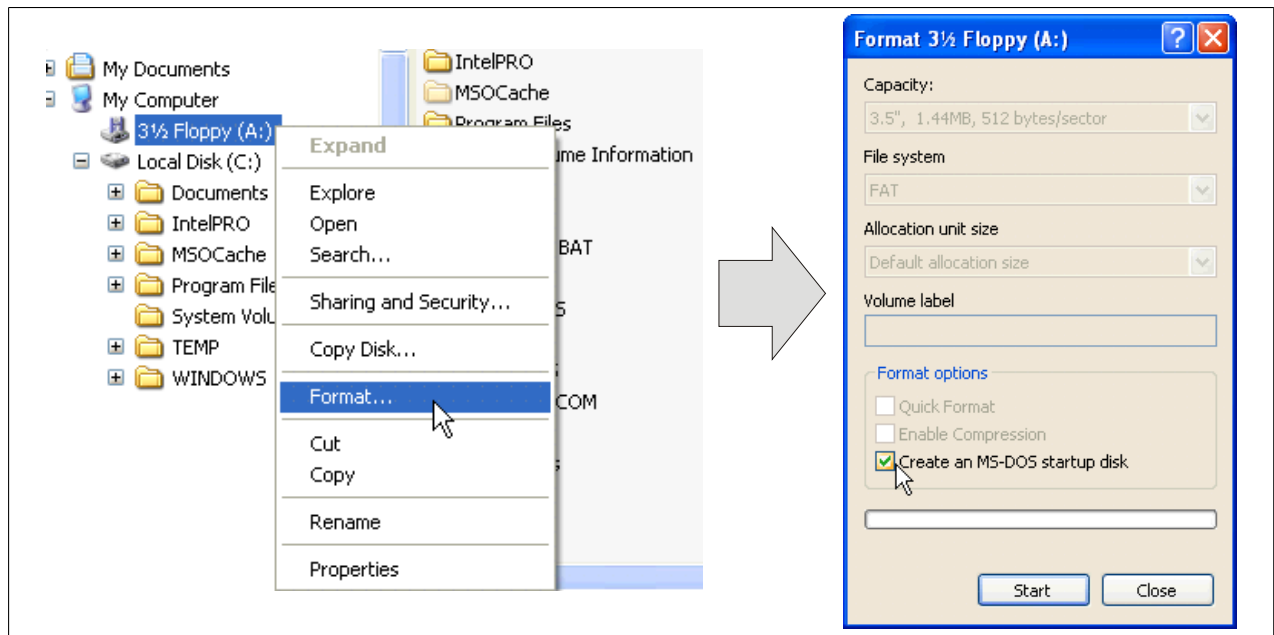 My Documents
My Computer
3½ Floppy (A:)
Local Disk (C:)
Documents
IntelPRO
MSOCache
Program File
System Volu
TEMP
WINDOWS
IntelPRO
MSOCache
Program Files
ume Information
BAT
S
COM
Expand
Explore
Open
Search...
Sharing and Security...
Copy Disk...
Format...
Cut
Copy
Rename
Properties
Format 3½ Floppy (A:)
Capacity:
3.5", 1.44MB, 512 bytes/sector
File system
FAT
Allocation unit size
Default allocation size
Volume label
Format options
Quick Format
Enable Compression
Create an MS-DOS startup disk
Start
Close